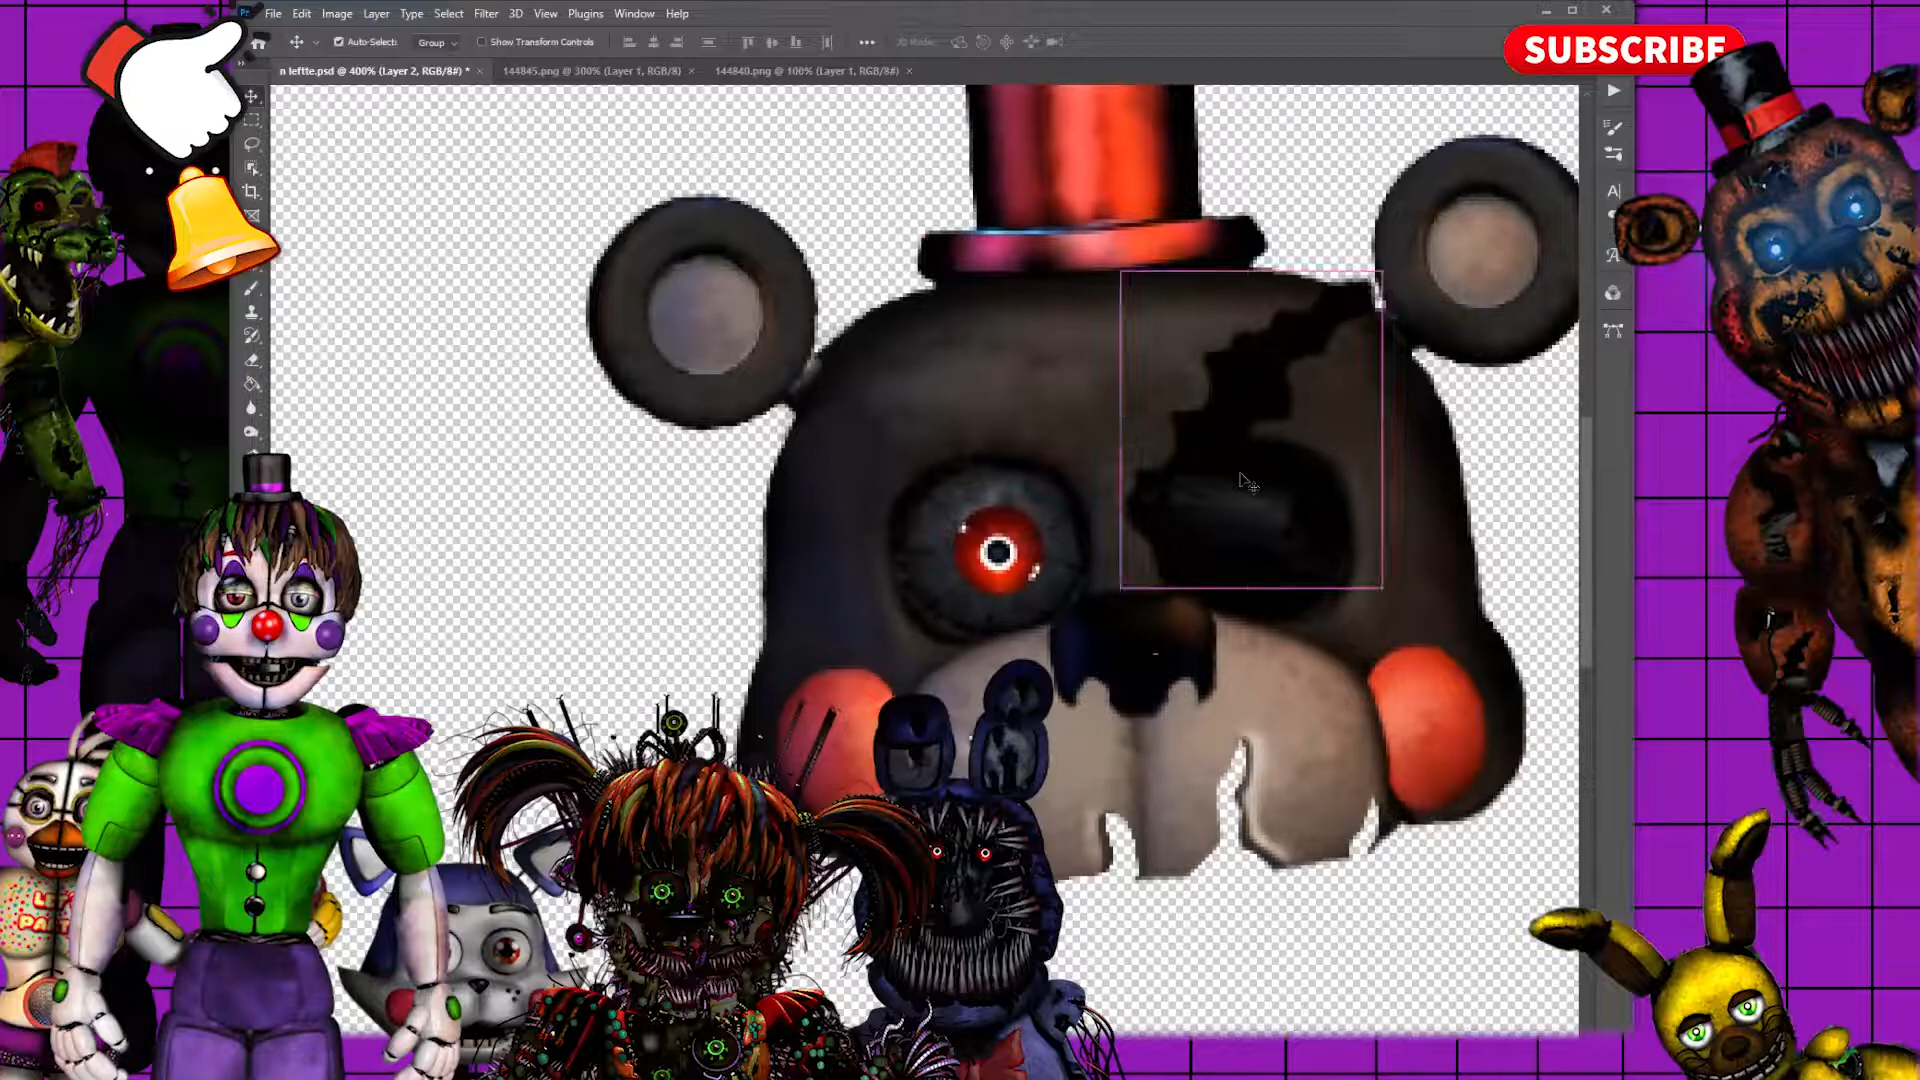 Ps File Edit Image Layer Type Select Filter 3D View Plugins Window Help
SUBSCRIBE
Auto-Select: Group Show Transform Controls
n leftte.psd @ 400% (Layer 2, RGB/8#) * × 144845.png @ 300% (Layer 1, RGB/8) × 144840.png @ 100% (Layer 1, RGB/8#) ×